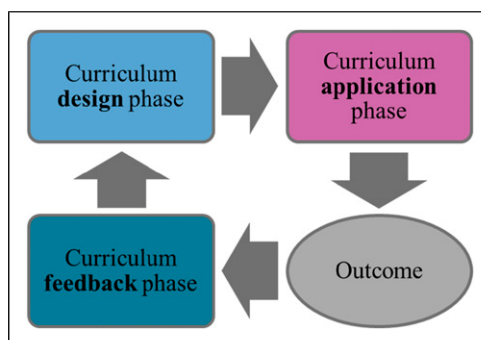 Curriculum
design phase
Curriculum
application
phase
Curriculum
feedback phase
Outcome